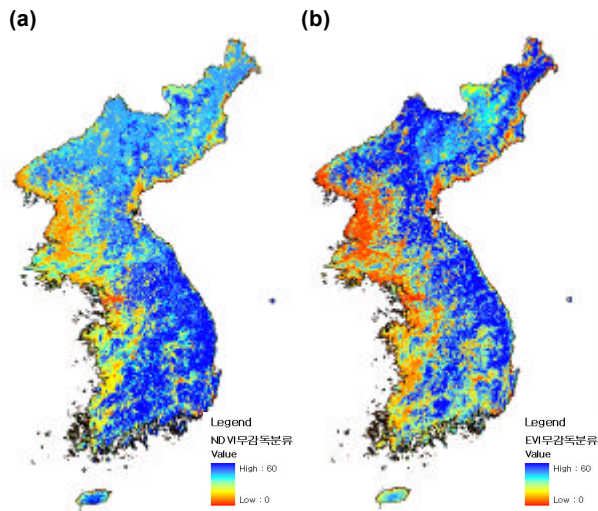 (a)
(b)
Legend
NDVI무감독분류
Value
High : 60
Low : 0
Legend
EVI무감독분류
Value
High : 60
Low : 0